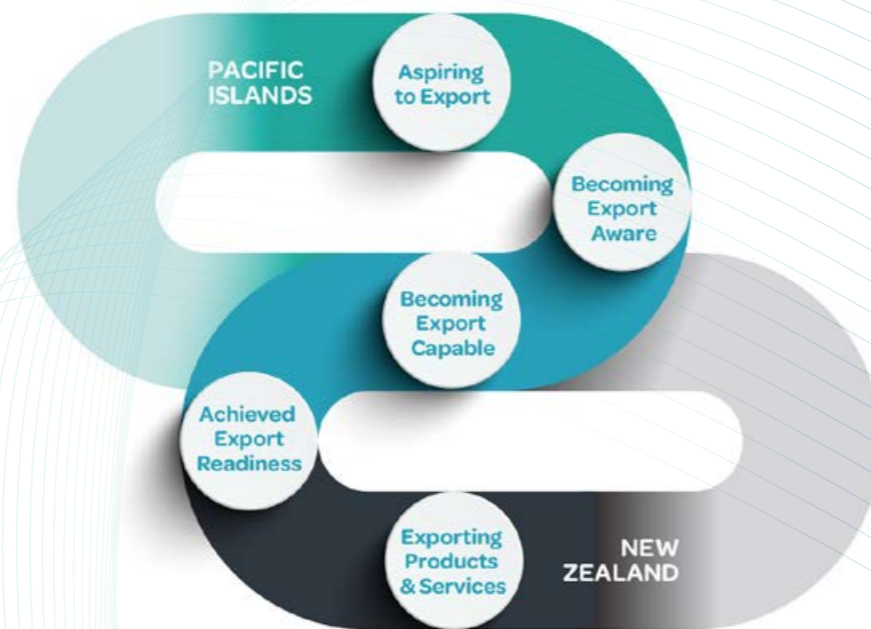 PACIFIC
ISLANDS
Aspiring
to Export
Becoming
Export
Aware
Becoming
Export
Capable
Achieved
Export
Readiness
Exporting
Products
& Services
NEW
ZEALAND